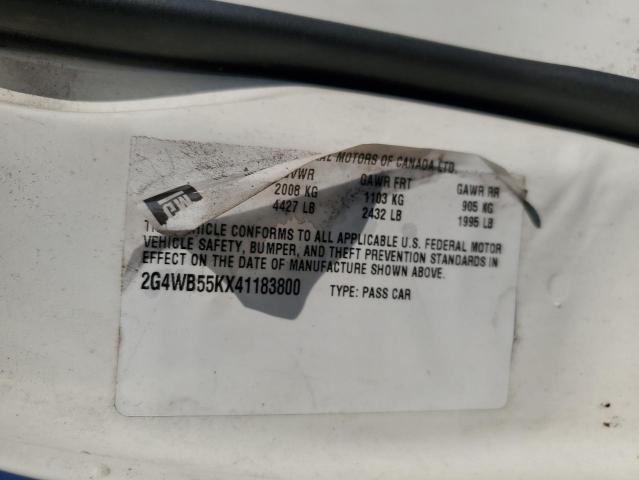 MOTORS OF CANADA LTD.
GVWR GAWR FRT GAWR RR
2008 KG 1103 KG 905 KG
4427 LB 2432 LB 1995 LB
VEHICLE CONFORMS TO ALL APPLICABLE U.S. FEDERAL MOTOR
VEHICLE SAFETY, BUMPER, AND THEFT PREVENTION STANDARDS IN
EFFECT ON THE DATE OF MANUFACTURE SHOWN ABOVE.
2G4WB55KX41183800 TYPE: PASS CAR